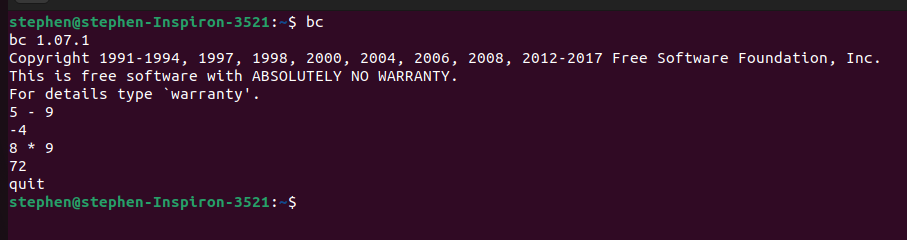 stephen@stephen-Inspiron-3521:~$ bc
bc 1.07.1
Copyright 1991-1994, 1997, 1998, 2000, 2004, 2006, 2008, 2012-2017 Free Software Foundation, Inc.
This is free software with ABSOLUTELY NO WARRANTY.
For details type `warranty'.
5 - 9
-4
8 * 9
72
quit
stephen@stephen-Inspiron-3521:~$